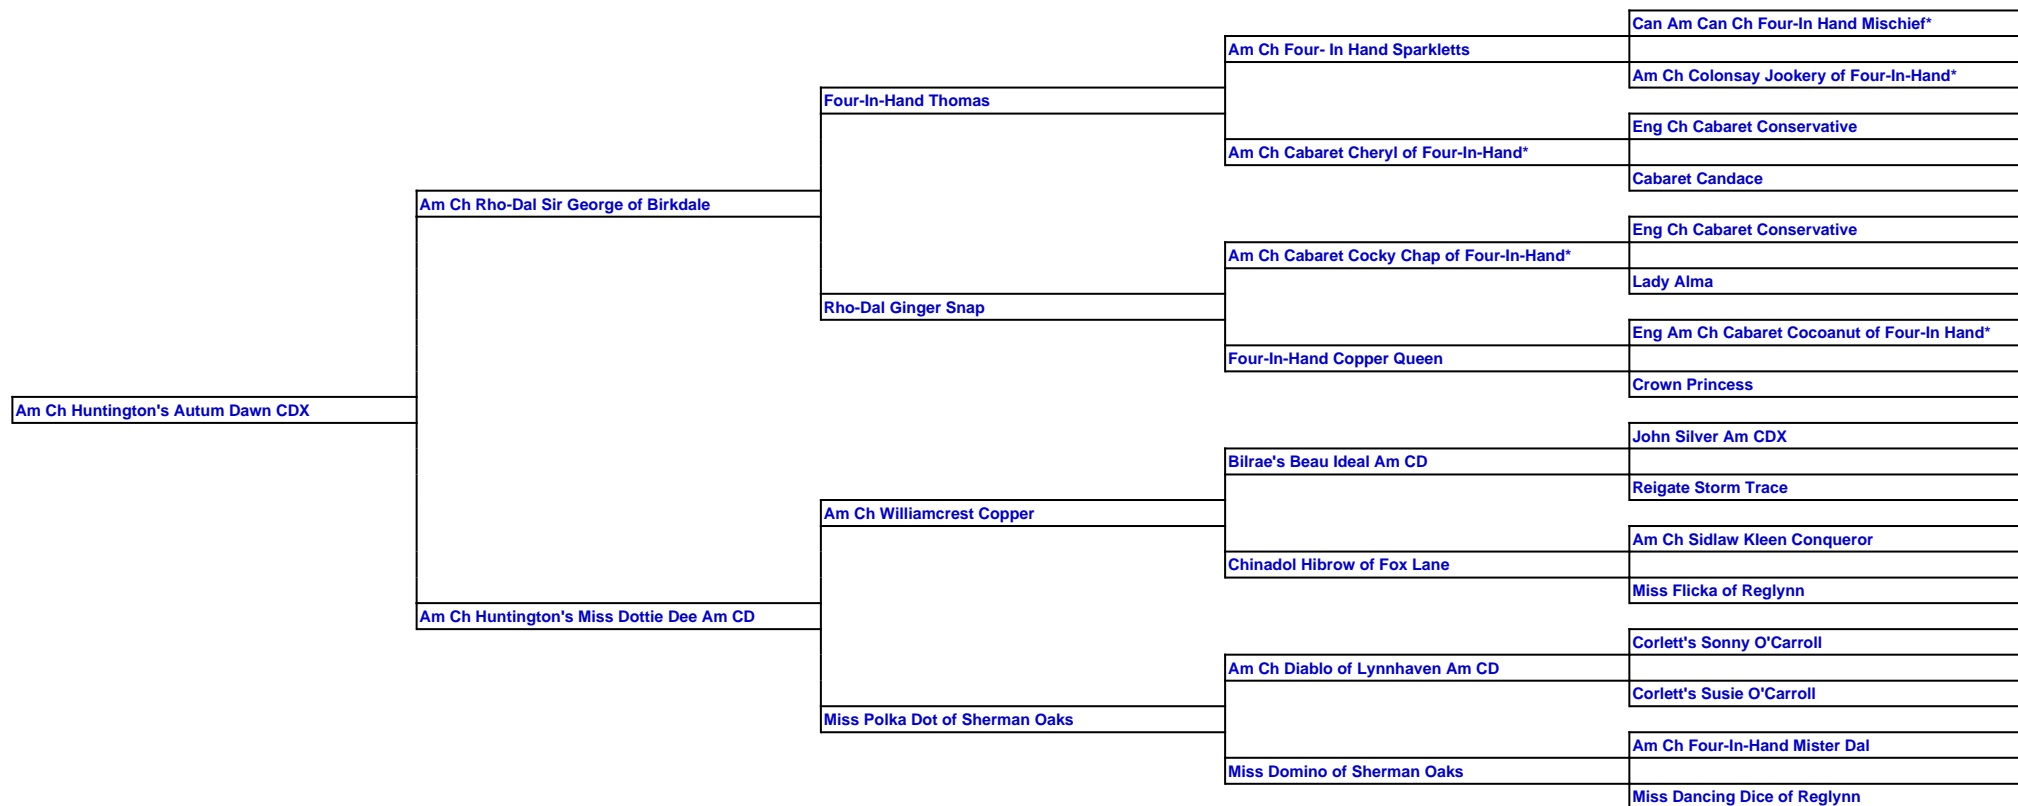 Can Am Can Ch Four-In Hand Mischief*
Am Ch Four- In Hand Sparkletts
Am Ch Colonsay Jookery of Four-In-Hand*
Four-In-Hand Thomas
Eng Ch Cabaret Conservative
Am Ch Cabaret Cheryl of Four-In-Hand*
Cabaret Candace
Am Ch Rho-Dal Sir George of Birkdale
Eng Ch Cabaret Conservative
Am Ch Cabaret Cocky Chap of Four-In-Hand*
Lady Alma
Rho-Dal Ginger Snap
Eng Am Ch Cabaret Cocoanut of Four-In Hand*
Four-In-Hand Copper Queen
Crown Princess
Am Ch Huntington's Autum Dawn CDX
John Silver Am CDX
Bilrae's Beau Ideal Am CD
Reigate Storm Trace
Am Ch Williamcrest Copper
Am Ch Sidlaw Kleen Conqueror
Chinadol Hibrow of Fox Lane
Miss Flicka of Reglynn
Am Ch Huntington's Miss Dottie Dee Am CD
Corlett's Sonny O'Carroll
Am Ch Diablo of Lynnhaven Am CD
Corlett's Susie O'Carroll
Miss Polka Dot of Sherman Oaks
Am Ch Four-In-Hand Mister Dal
Miss Domino of Sherman Oaks
Miss Dancing Dice of Reglynn